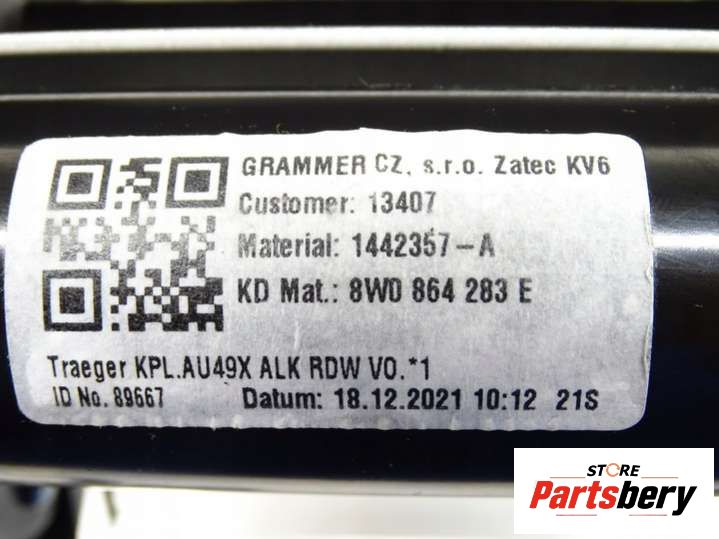 GRAMMER CZ, s.r.o. Zatec KV6
Customer: 13407
Material: 1442357-A
KD Mat.: 8W0 864 283 E
Traeger KPL.AU49X ALK RDW VO.*1
ID No. 89667 Datum: 18.12.2021 10:12 21S
STORE
Partsbery